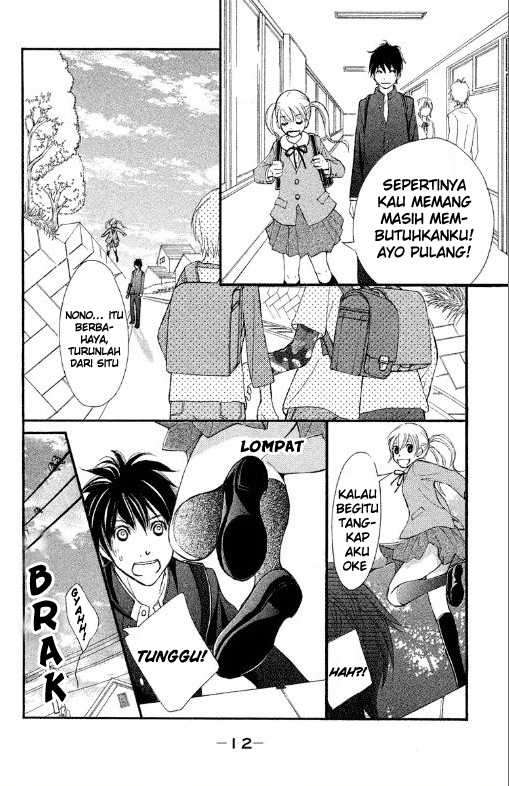 SEPERTINYA
KAU MEMANG
MASIH MEM-
BUTUHKANKU!
AYO PULANG!
NONO... ITU
BERBA-
HAYA,
TURUNLAH
DARI SITU
KALAU
BEGITU
TANG-
KAP
AKU
OKE
HAH?!
LOMPAT
TUNGGU!
GYAHH!
BRAK
-12-